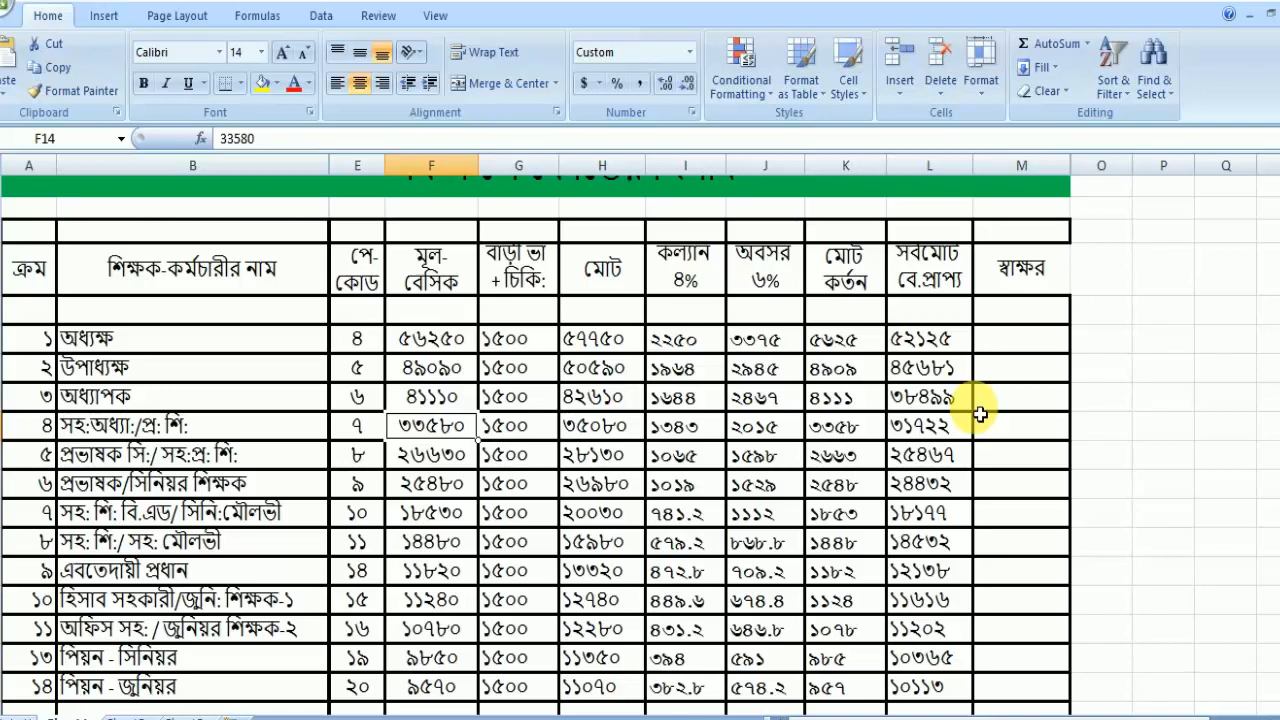 Home Insert Page Layout Formulas Data Review View
Cut
Copy
Format Painter
Clipboard
Calibri 14
B I U
Font
Wrap Text
Merge & Center
Alignment
Custom
$ % ,
Number
Conditional Formatting
Format as Table
Cell Styles
Styles
Insert Delete Format
Cells
Σ AutoSum
Fill
Clear
Sort & Filter
Find & Select
Editing
F14 fx 33580
A B E F G H I J K L M O P Q
ক্রম শিক্ষক-কর্মচারীর নাম পে-কোড মূল-বেসিক বাড়ী ভা + চিকি: মোট কল্যান ৪% অবসর ৬% মোট কর্তন সর্বমোট বে.প্রাপ্য স্বাক্ষর
১ অধ্যক্ষ ৪ ৫৬২৫০ ১৫০০ ৫৭৭৫০ ২২৫০ ৩৩৭৫ ৫৬২৫ ৫২১২৫
২ উপাধ্যক্ষ ৫ ৪৯০৯০ ১৫০০ ৫০৫৯০ ১৯৬৪ ২৯৪৫ ৪৯০৯ ৪৫৬৮১
৩ অধ্যাপক ৬ ৪১১১০ ১৫০০ ৪২৬১০ ১৬৪৪ ২৪৬৭ ৪১১১ ৩৮৪৯৯
৪ সহ:অধ্যা:/প্র: শি: ৭ ৩৩৫৮০ ১৫০০ ৩৫০৮০ ১৩৪৩ ২০১৫ ৩৩৫৮ ৩১৭২২
৫ প্রভাষক সি:/ সহ:প্র: শি: ৮ ২৬৬৩০ ১৫০০ ২৮১৩০ ১০৬৫ ১৫৯৮ ২৬৬৩ ২৫৪৬৭
৬ প্রভাষক/সিনিয়র শিক্ষক ৯ ২৫৪৮০ ১৫০০ ২৬৯৮০ ১০১৯ ১৫২৯ ২৫৪৮ ২৪৪৩২
৭ সহ: শি: বি.এড/ সিনি:মৌলভী ১০ ১৮৫৩০ ১৫০০ ২০০৩০ ৭৪১.২ ১১১২ ১৮৫৩ ১৮১৭৭
৮ সহ: শি:/ সহ: মৌলভী ১১ ১৪৪৮০ ১৫০০ ১৫৯৮০ ৫৭৯.২ ৮৬৮.৮ ১৪৪৮ ১৪৫৩২
৯ এবতেদায়ী প্রধান ১৪ ১১৮২০ ১৫০০ ১৩৩২০ ৪৭২.৮ ৭০৯.২ ১১৮২ ১২১৩৮
১০ হিসাব সহকারী/জুনি: শিক্ষক-১ ১৫ ১১২৪০ ১৫০০ ১২৭৪০ ৪৪৯.৬ ৬৭৪.৪ ১১২৪ ১১৬১৬
১১ অফিস সহ: / জুনিয়র শিক্ষক-২ ১৬ ১০৭৮০ ১৫০০ ১২২৮০ ৪৩১.২ ৬৪৬.৮ ১০৭৮ ১১২০২
১৩ পিয়ন - সিনিয়র ১৯ ৯৮৫০ ১৫০০ ১১৩৫০ ৩৯৪ ৫৯১ ৯৮৫ ১০৩৬৫
১৪ পিয়ন - জুনিয়র ২০ ৯৫৭০ ১৫০০ ১১০৭০ ৩৮২.৮ ৫৭৪.২ ৯৫৭ ১০১১৩